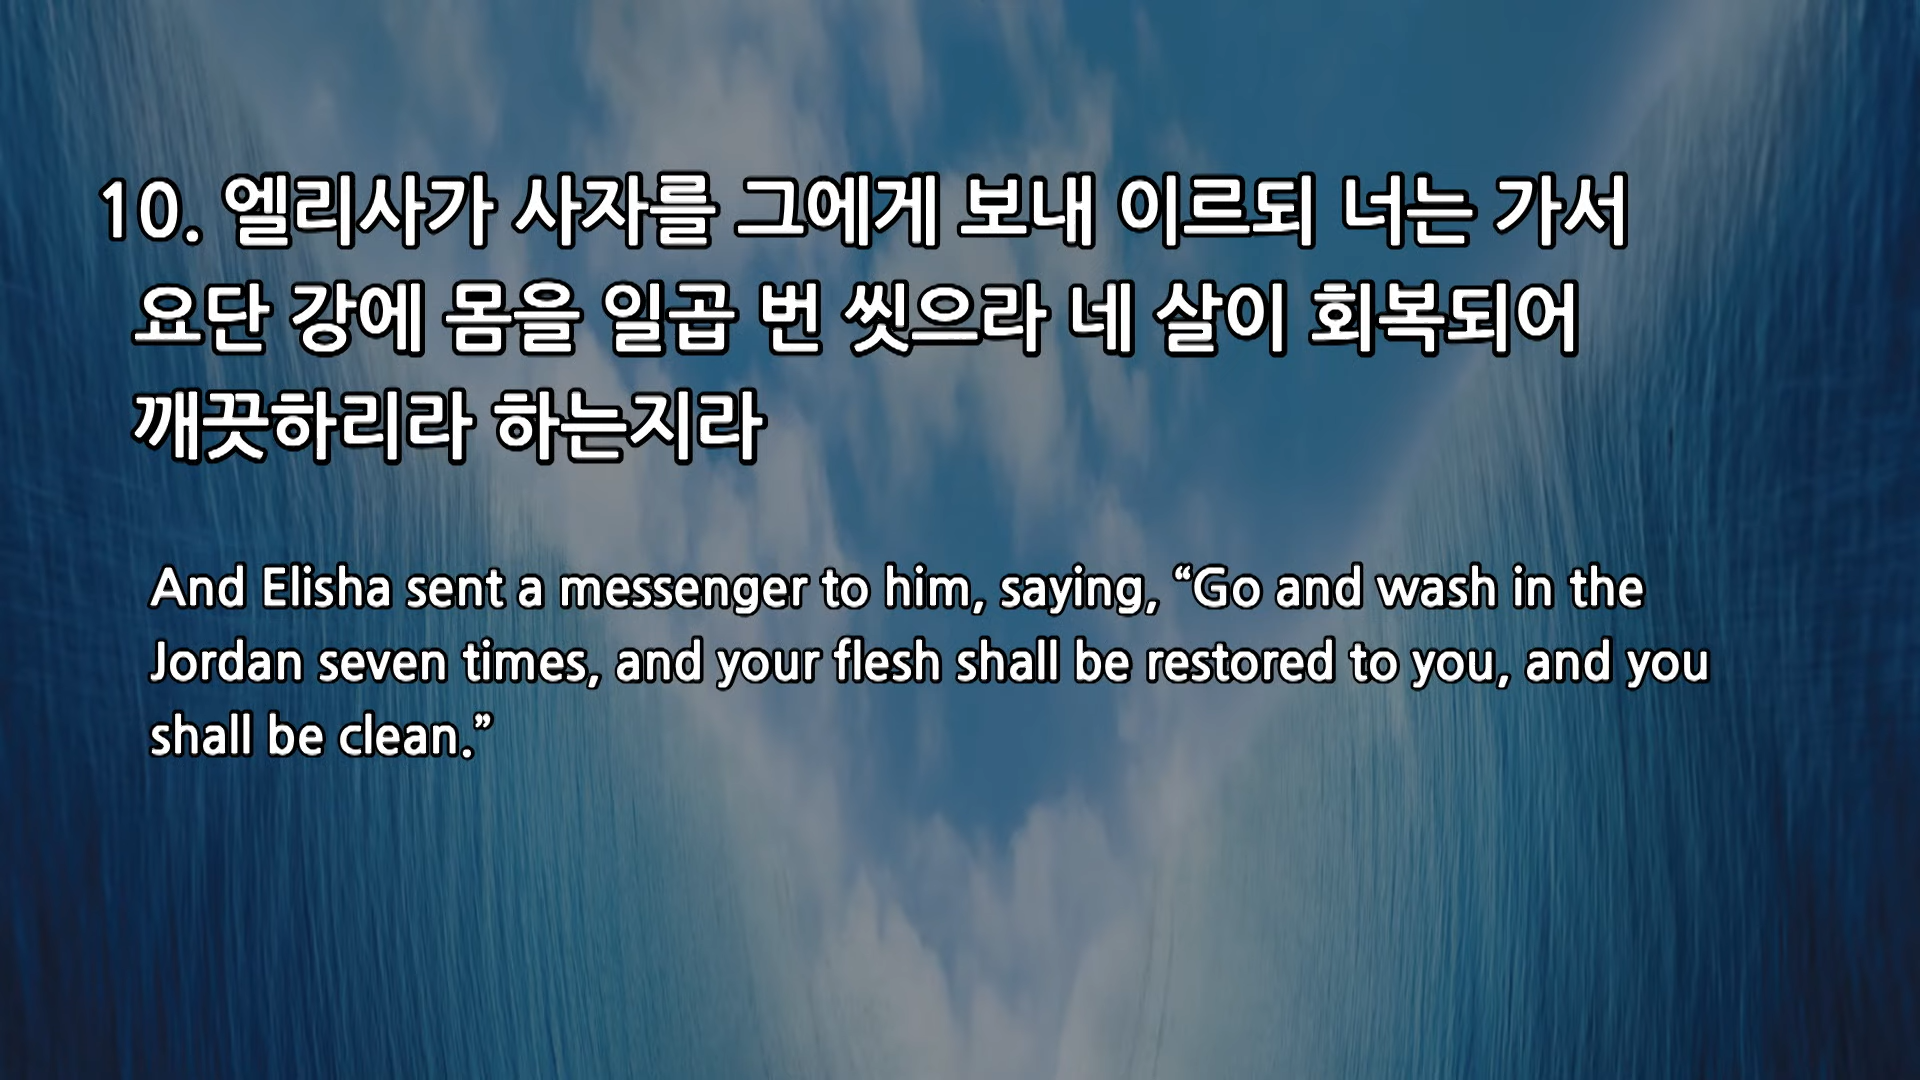 10. 엘리사가 사자를 그에게 보내 이르되 너는 가서
요단 강에 몸을 일곱 번 씻으라 네 살이 회복되어
깨끗하리라 하는지라
And Elisha sent a messenger to him, saying, “Go and wash in the
Jordan seven times, and your flesh shall be restored to you, and you
shall be clean.”